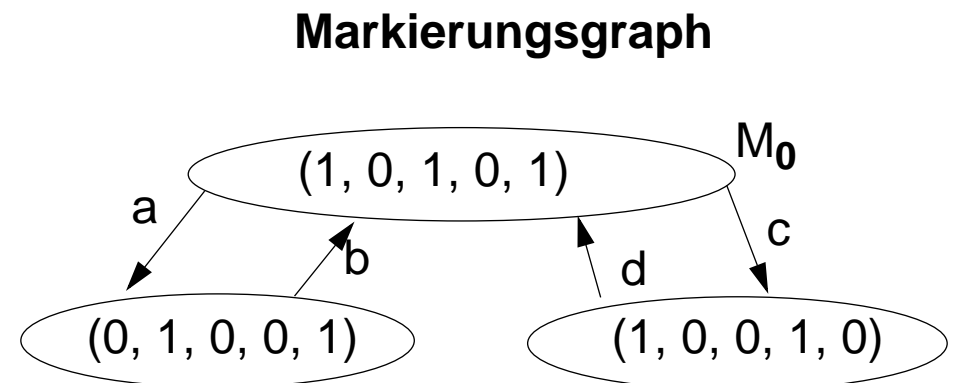 Markierungsgraph
(1, 0, 1, 0, 1)
M0
a
b
d
c
(0, 1, 0, 0, 1)
(1, 0, 0, 1, 0)